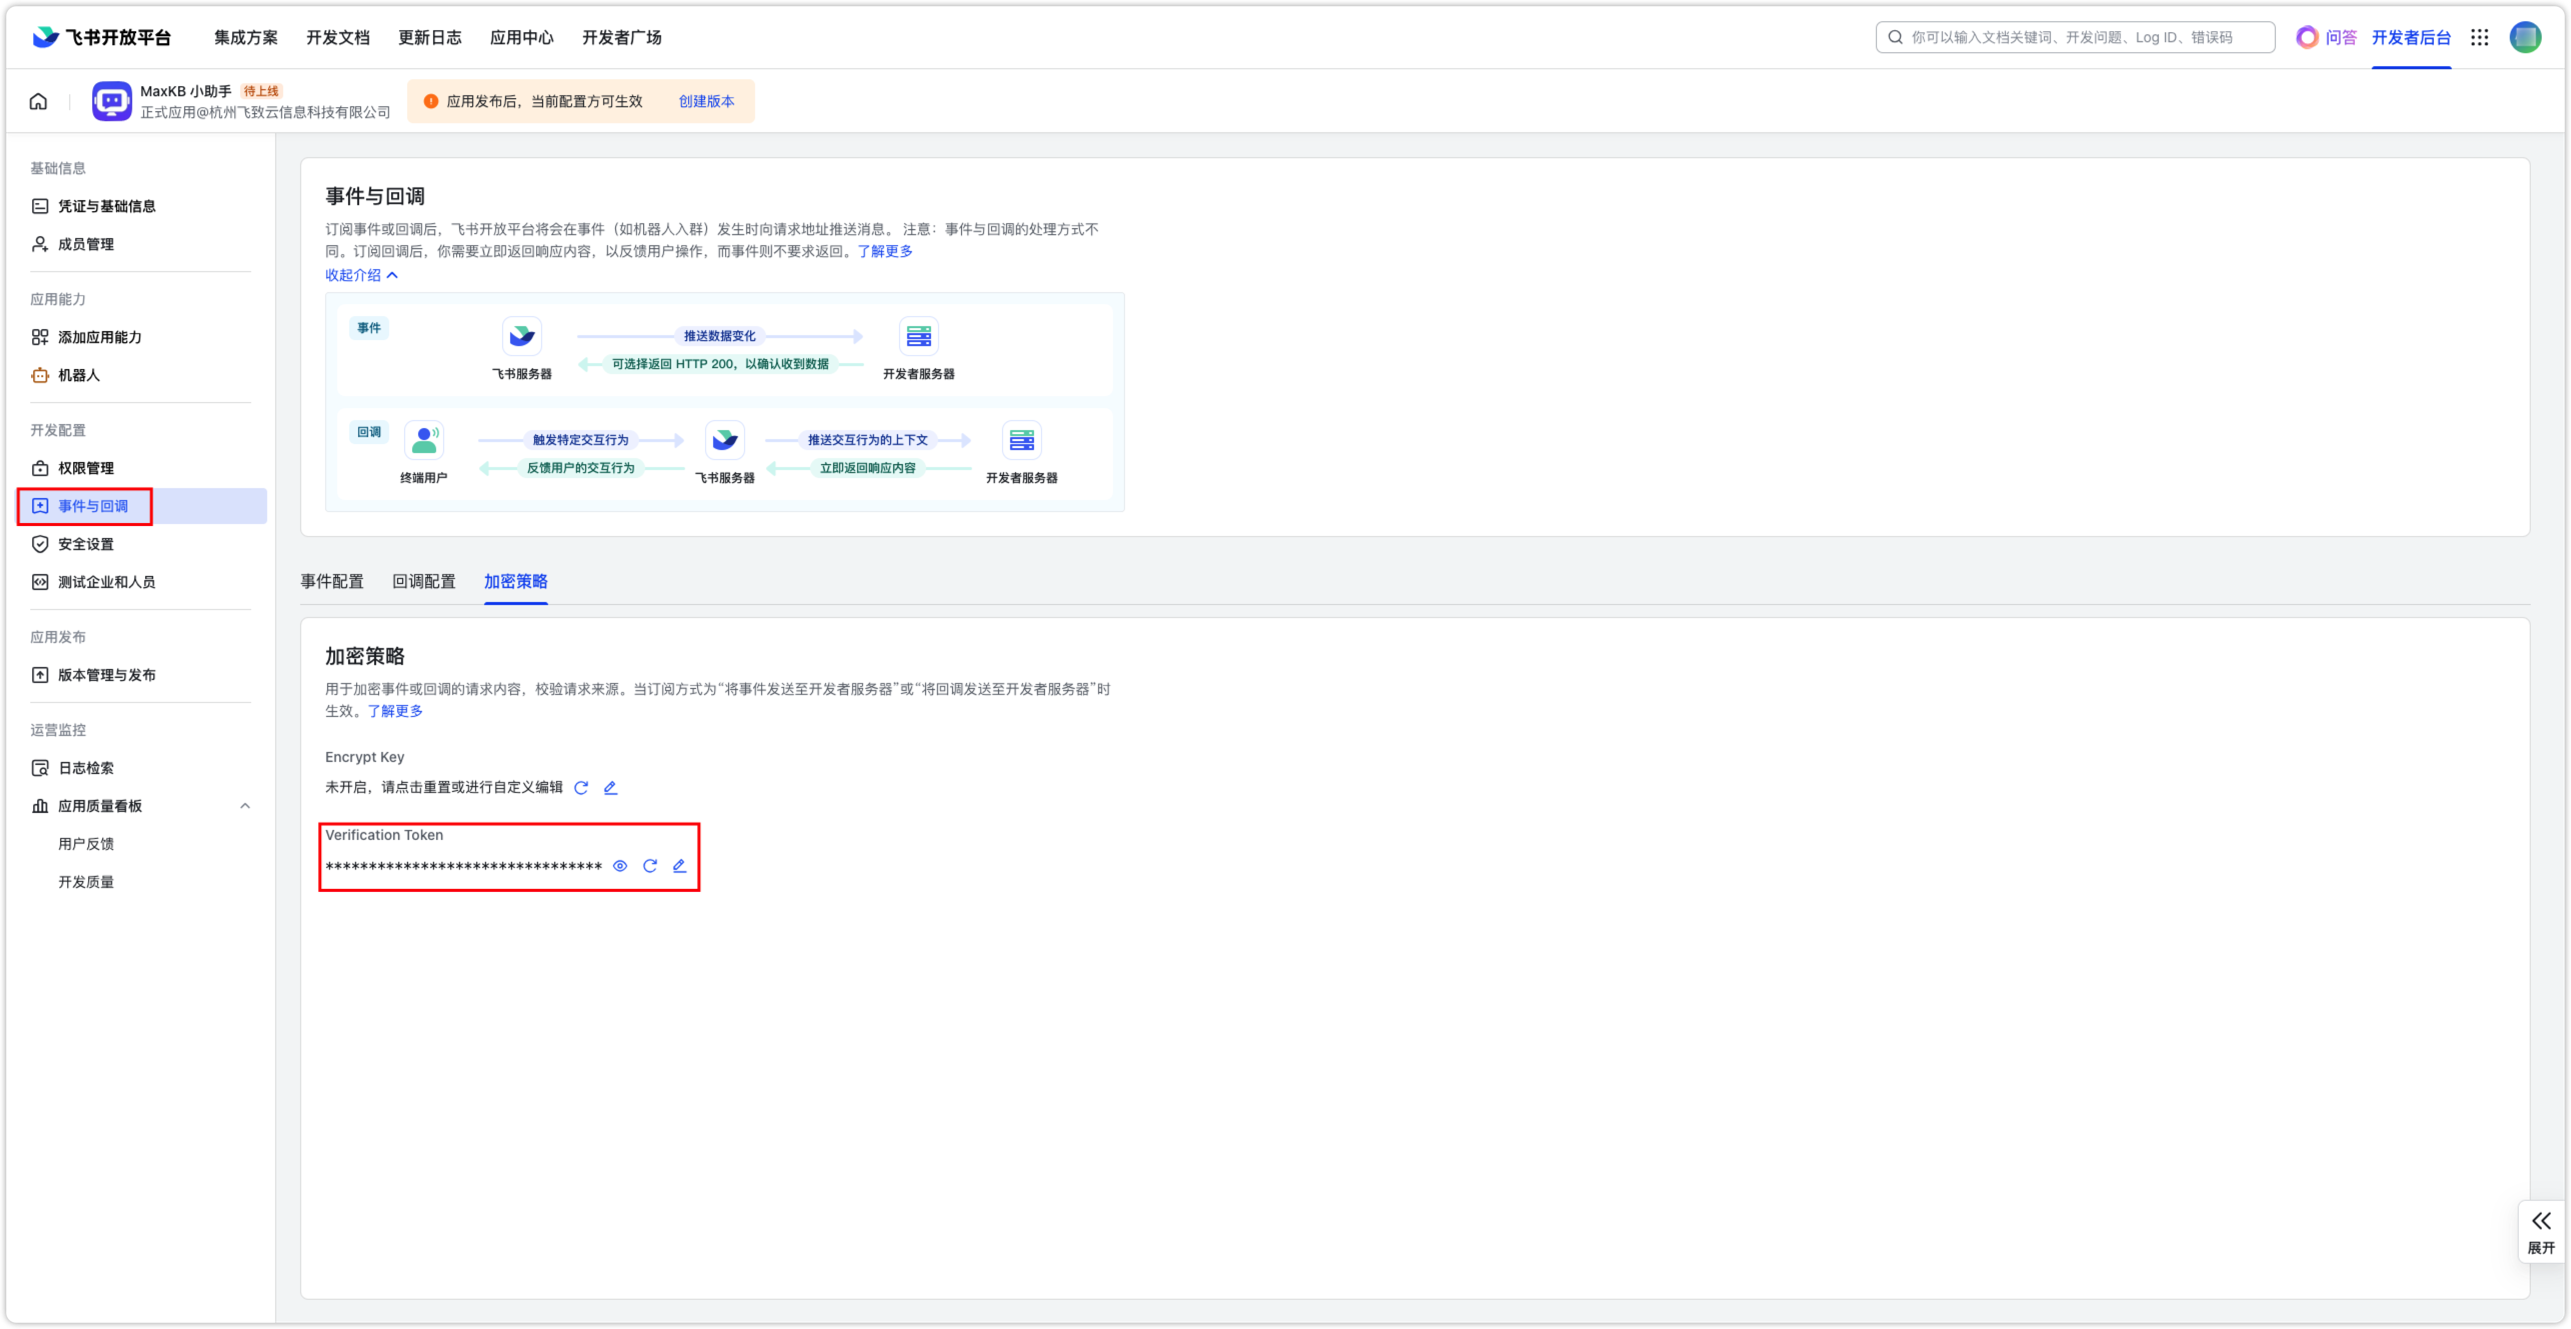 飞书开放平台
集成方案
开发文档
更新日志
应用中心
开发者广场
你可以输入文档关键词、开发问题、Log ID、错误码
问答
开发者后台
MaxKB 小助手
待上线
正式应用@杭州飞致云信息科技有限公司
应用发布后，当前配置方可生效
创建版本
基础信息
凭证与基础信息
成员管理
应用能力
添加应用能力
机器人
开发配置
权限管理
事件与回调
安全设置
测试企业和人员
应用发布
版本管理与发布
运营监控
日志检索
应用质量看板
用户反馈
开发质量
事件与回调
订阅事件或回调后，飞书开放平台将会在事件（如机器人入群）发生时向请求地址推送消息。 注意：事件与回调的处理方式不
同。订阅回调后，你需要立即返回响应内容，以反馈用户操作，而事件则不要求返回。了解更多
收起介绍
事件
飞书服务器
推送数据变化
可选择返回 HTTP 200，以确认收到数据
开发者服务器
回调
终端用户
触发特定交互行为
反馈用户的交互行为
飞书服务器
推送交互行为的上下文
立即返回响应内容
开发者服务器
事件配置
回调配置
加密策略
加密策略
用于加密事件或回调的请求内容，校验请求来源。当订阅方式为“将事件发送至开发者服务器”或“将回调发送至开发者服务器”时
生效。了解更多
Encrypt Key
未开启，请点击重置或进行自定义编辑
Verification Token
********************************
展开